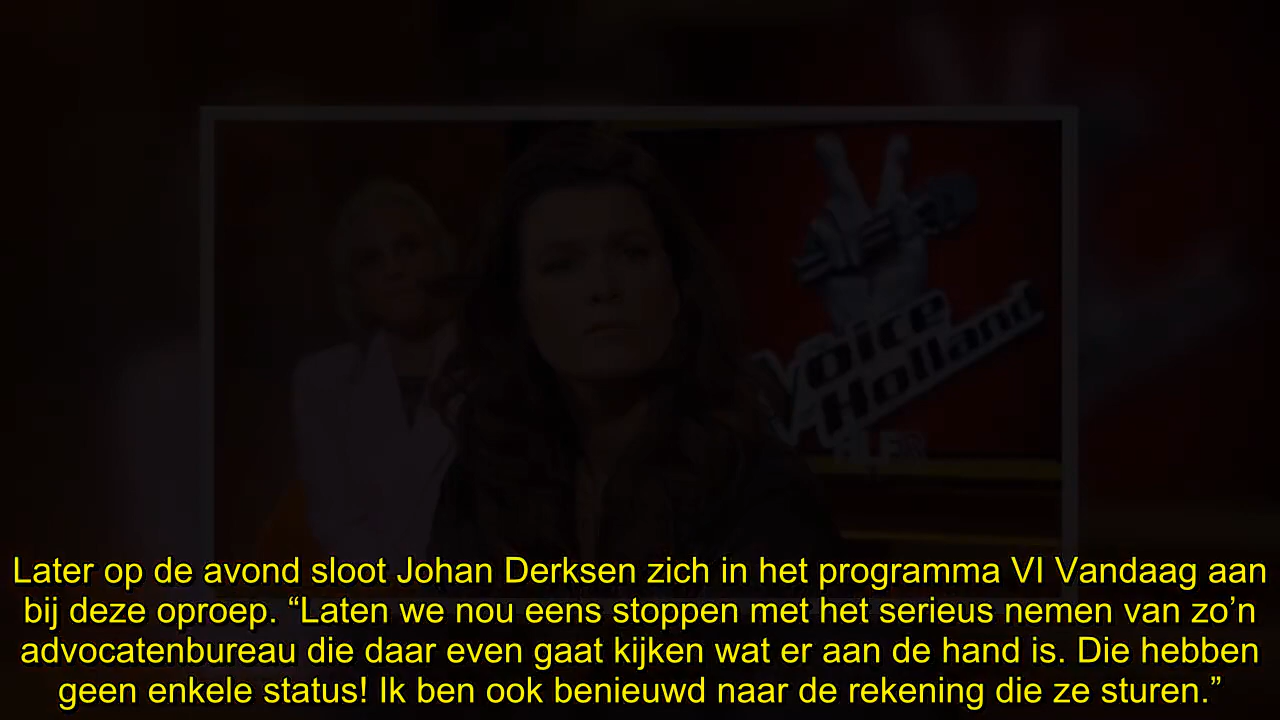 Voice
Holland
Later op de avond sloot Johan Derksen zich in het programma VI Vandaag aan
bij deze oproep. “Laten we nou eens stoppen met het serieus nemen van zo’n
advocatenbureau die daar even gaat kijken wat er aan de hand is. Die hebben
geen enkele status! Ik ben ook benieuwd naar de rekening die ze sturen.”